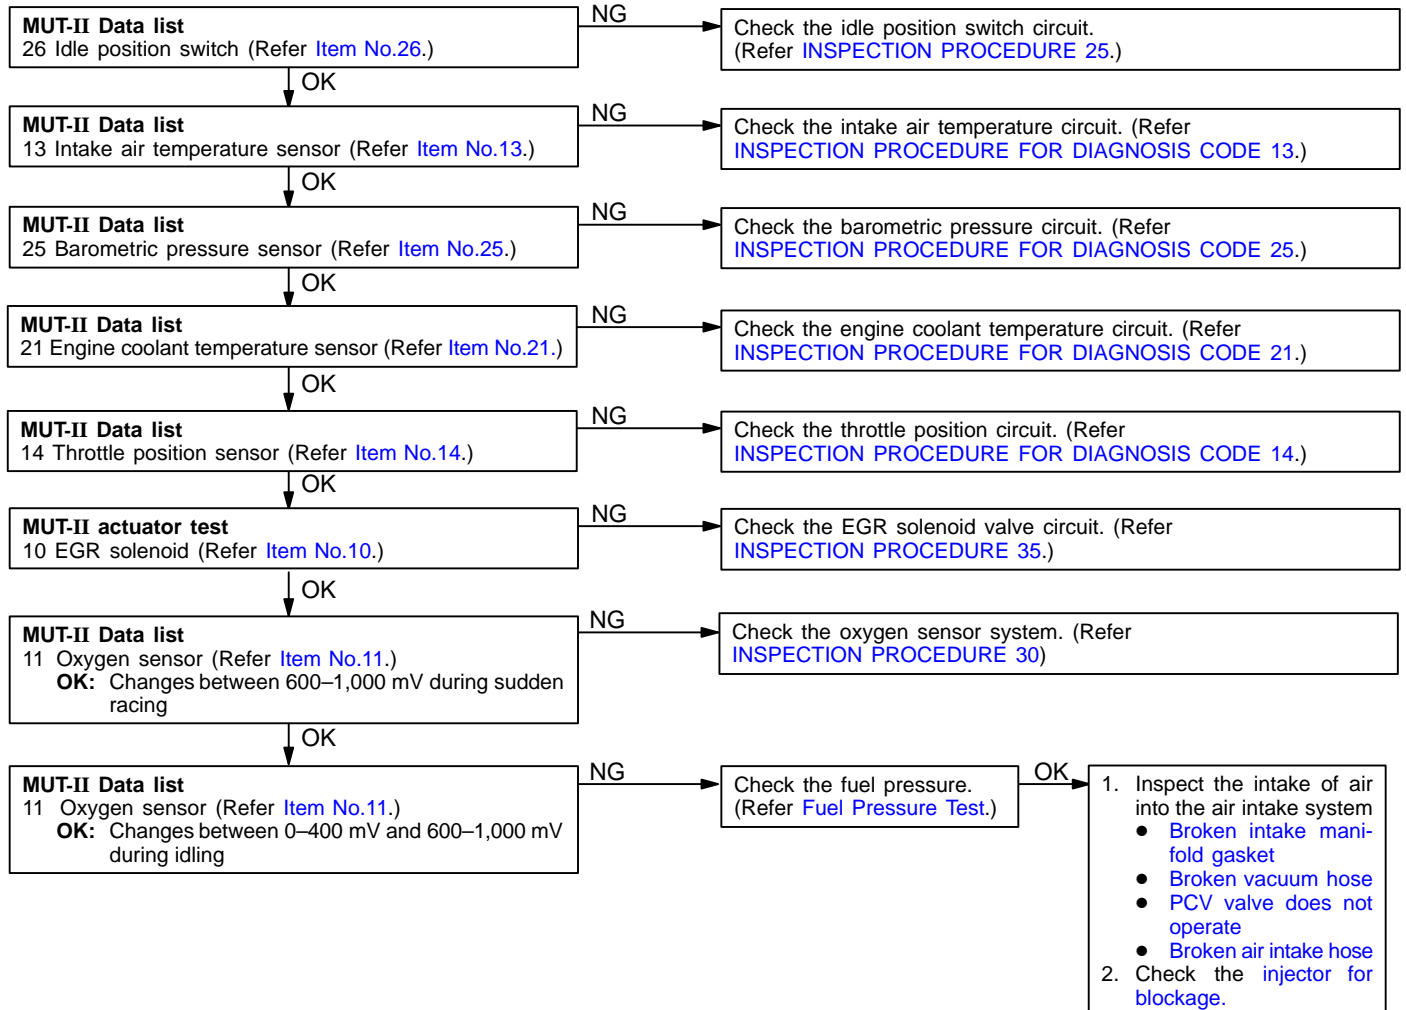 MUT-II Data list
26 Idle position switch (Refer Item No.26.)
NG
Check the idle position switch circuit.
(Refer INSPECTION PROCEDURE 25.)
OK
MUT-II Data list
13 Intake air temperature sensor (Refer Item No.13.)
NG
Check the intake air temperature circuit. (Refer
INSPECTION PROCEDURE FOR DIAGNOSIS CODE 13.)
OK
MUT-II Data list
25 Barometric pressure sensor (Refer Item No.25.)
NG
Check the barometric pressure circuit. (Refer
INSPECTION PROCEDURE FOR DIAGNOSIS CODE 25.)
OK
MUT-II Data list
21 Engine coolant temperature sensor (Refer Item No.21.)
NG
Check the engine coolant temperature circuit. (Refer
INSPECTION PROCEDURE FOR DIAGNOSIS CODE 21.)
OK
MUT-II Data list
14 Throttle position sensor (Refer Item No.14.)
NG
Check the throttle position circuit. (Refer
INSPECTION PROCEDURE FOR DIAGNOSIS CODE 14.)
OK
MUT-II actuator test
10 EGR solenoid (Refer Item No.10.)
NG
Check the EGR solenoid valve circuit. (Refer
INSPECTION PROCEDURE 35.)
OK
MUT-II Data list
11 Oxygen sensor (Refer Item No.11.)
OK: Changes between 600–1,000 mV during sudden
racing
NG
Check the oxygen sensor system. (Refer
INSPECTION PROCEDURE 30)
OK
MUT-II Data list
11 Oxygen sensor (Refer Item No.11.)
OK: Changes between 0–400 mV and 600–1,000 mV
during idling
NG
Check the fuel pressure.
(Refer Fuel Pressure Test.)
OK
1. Inspect the intake of air
into the air intake system
● Broken intake mani-
fold gasket
● Broken vacuum hose
● PCV valve does not
operate
● Broken air intake hose
2. Check the injector for
blockage.